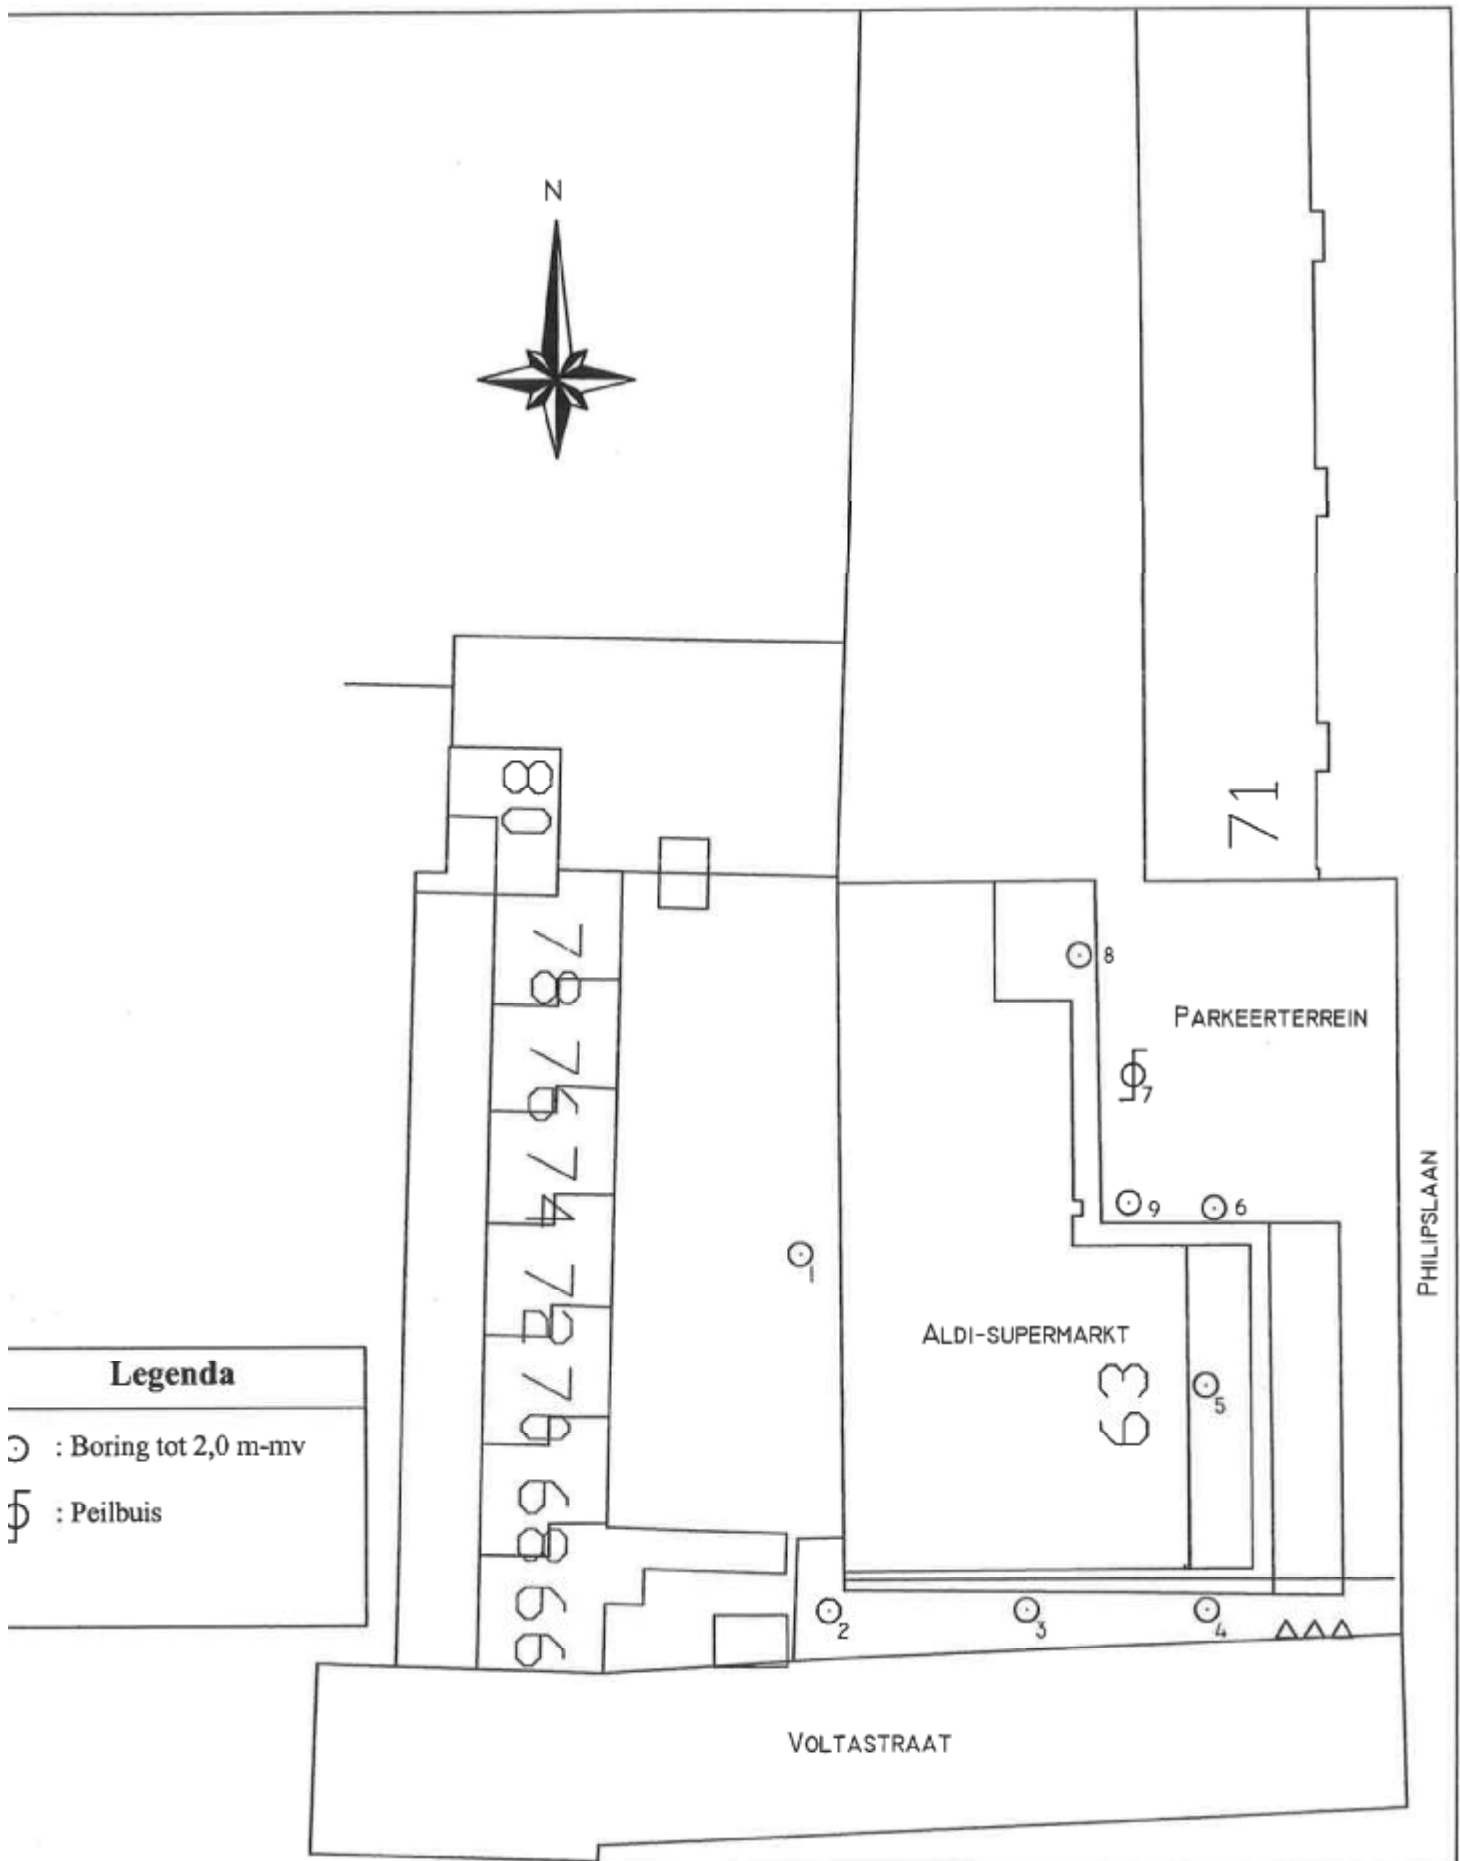 N
80
71
78
8
PARKEERTERREIN
76
7
74
9
6
PHILIPSLAAN
1
72
ALDI-SUPERMARKT
63
70
5
Legenda
: Boring tot 2,0 m-mv
: Peilbuis
68
66
2
3
4
VOLTASTRAAT